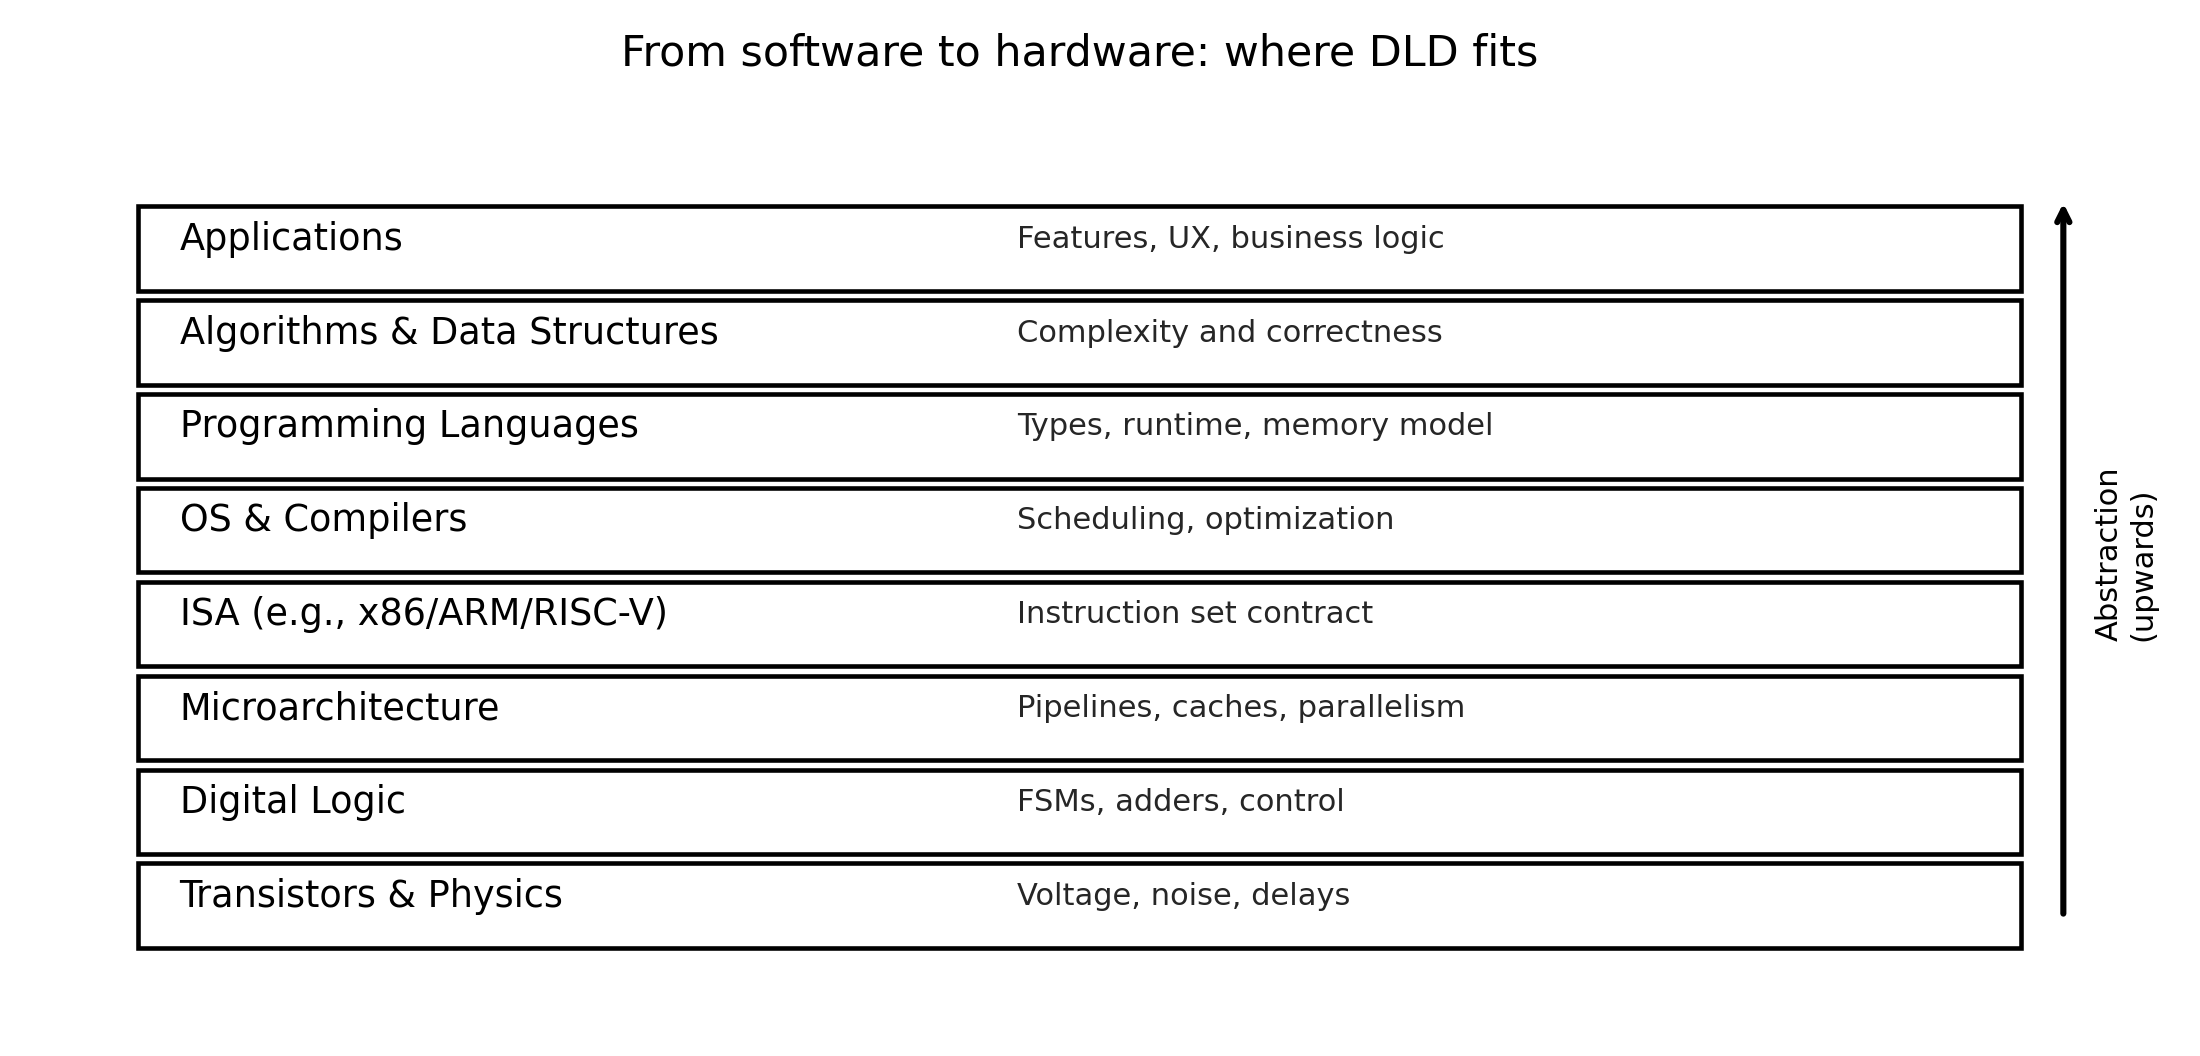 From software to hardware: where DLD fits
Applications
Features, UX, business logic
Algorithms & Data Structures
Complexity and correctness
Programming Languages
Types, runtime, memory model
OS & Compilers
Scheduling, optimization
ISA (e.g., x86/ARM/RISC-V)
Instruction set contract
Microarchitecture
Pipelines, caches, parallelism
Digital Logic
FSMs, adders, control
Transistors & Physics
Voltage, noise, delays
Abstraction
(upwards)